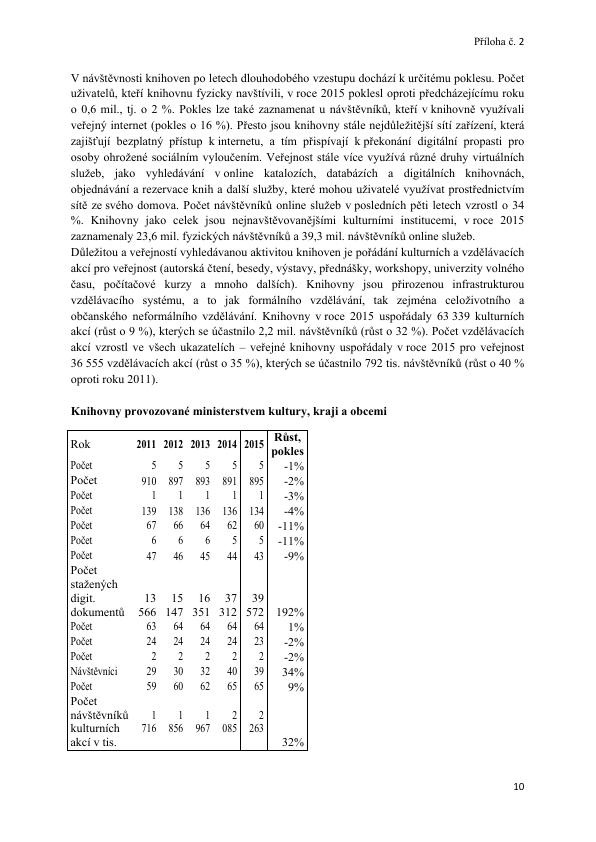 Příloha č. 2
V návštěvnosti knihoven po letech dlouhodobého vzestupu dochází k určitému poklesu. Počet
uživatelů, kteří knihovnu fyzicky navštívili, v roce 2015 poklesl oproti předcházejícímu roku
o 0,6 mil., tj. o 2 %. Pokles lze také zaznamenat u návštěvníků, kteří v knihovně využívali
veřejný internet (pokles o 16 %). Přesto jsou knihovny stále nejdůležitější sítí zařízení, která
zajišťují bezplatný přístup k internetu, a tím přispívají k překonání digitální propasti pro
osoby ohrožené sociálním vyloučením. Veřejnost stále více využívá různé druhy virtuálních
služeb, jako vyhledávání v online katalozích, databázích a digitálních knihovnách,
objednávání a rezervace knih a další služby, které mohou uživatelé využívat prostřednictvím
sítě ze svého domova. Počet návštěvníků online služeb v posledních pěti letech vzrostl o 34
%. Knihovny jako celek jsou nejnavštěvovanějšími kulturními institucemi, v roce 2015
zaznamenaly 23,6 mil. fyzických návštěvníků a 39,3 mil. návštěvníků online služeb.
Důležitou a veřejností vyhledávanou aktivitou knihoven je pořádání kulturních a vzdělávacích
akcí pro veřejnost (autorská čtení, besedy, výstavy, přednášky, workshopy, univerzity volného
času, počítačové kurzy a mnoho dalších). Knihovny jsou přirozenou infrastrukturou
vzdělávacího systému, a to jak formálního vzdělávání, tak zejména celoživotního a
občanského neformálního vzdělávání. Knihovny v roce 2015 uspořádaly 63 339 kulturních
akcí (růst o 9 %), kterých se účastnilo 2,2 mil. návštěvníků (růst o 32 %). Počet vzdělávacích
akcí vzrostl ve všech ukazatelích – veřejné knihovny uspořádaly v roce 2015 pro veřejnost
36 555 vzdělávacích akcí (růst o 35 %), kterých se účastnilo 792 tis. návštěvníků (růst o 40 %
oproti roku 2011).
Knihovny provozované ministerstvem kultury, kraji a obcemi
Rok 2011 2012 2013 2014 2015 Růst,
pokles
Počet 5 5 5 5 5 -1%
Počet 910 897 893 891 895 -2%
Počet 1 1 1 1 1 -3%
Počet 139 138 136 136 134 -4%
Počet 67 66 64 62 60 -11%
Počet 6 6 6 5 5 -11%
Počet 47 46 45 44 43 -9%
Počet
stažených
digit. 13 15 16 37 39
dokumentů 566 147 351 312 572 192%
Počet 63 64 64 64 64 1%
Počet 24 24 24 24 23 -2%
Počet 2 2 2 2 2 -2%
Návštěvníci 29 30 32 40 39 34%
Počet 59 60 62 65 65 9%
Počet
návštěvníků 1 1 1 2 2
kulturních 716 856 967 085 263
akcí v tis. 32%
10